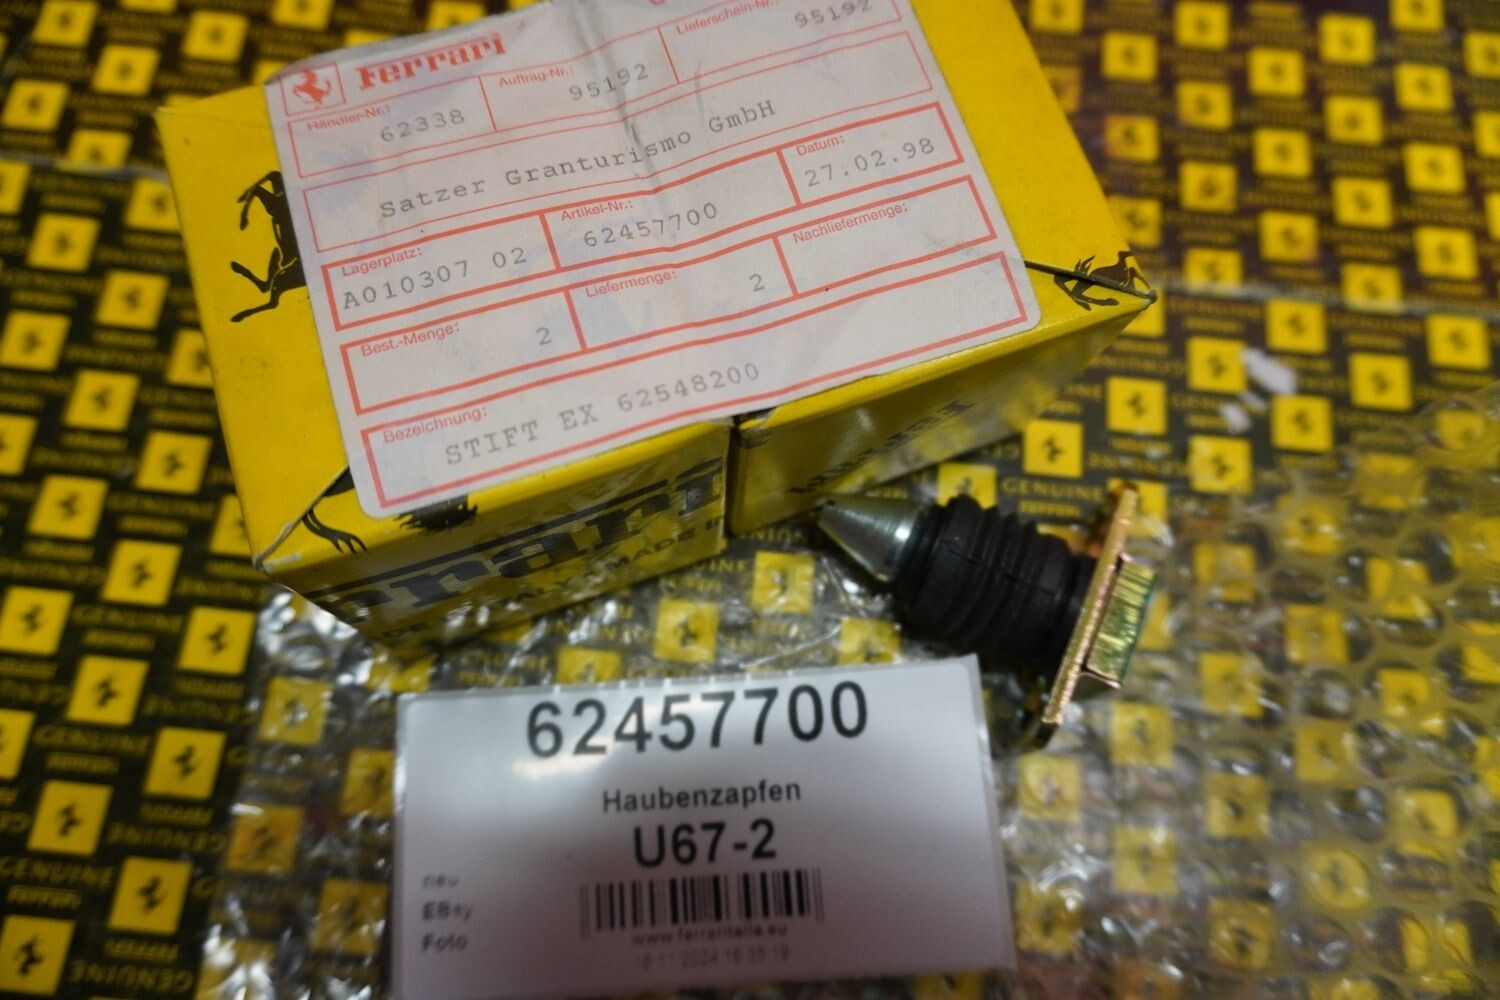 Ferrari
Händler-Nr.:
62338
Auftrag-Nr.:
95192
Lieferschein-Nr.:
95192
Satzer Granturismo GmbH
Lagerplatz:
A010307 02
Artikel-Nr.:
62457700
Datum:
27.02.98
Best.-Menge:
2
Liefermenge:
2
Nachliefermenge:
Bezeichnung:
STIFT EX 62548200
MADE I
GENUINE
62457700
Haubenzapfen
U67-2
neu
EBay
Foto
www.ferrariteile.eu